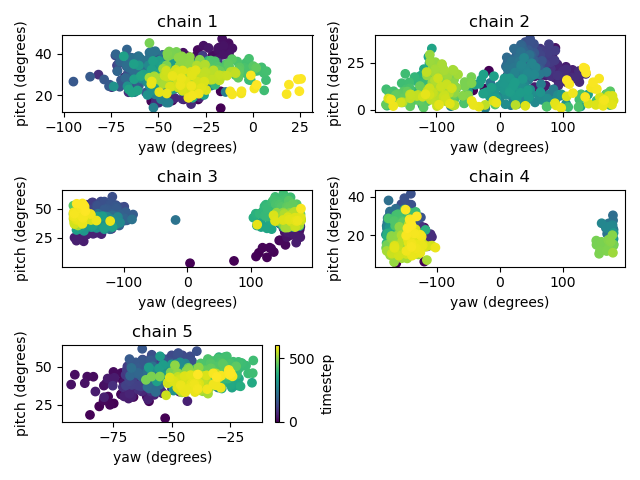 chain 1
pitch (degrees)
40
20
−100
−75
−50
−25
0
25
yaw (degrees)
chain 2
pitch (degrees)
25
0
−100
0
100
yaw (degrees)
chain 3
pitch (degrees)
50
25
−100
0
100
yaw (degrees)
chain 4
pitch (degrees)
40
20
−100
0
100
yaw (degrees)
chain 5
pitch (degrees)
50
25
−75
−50
−25
yaw (degrees)
500
0
timestep